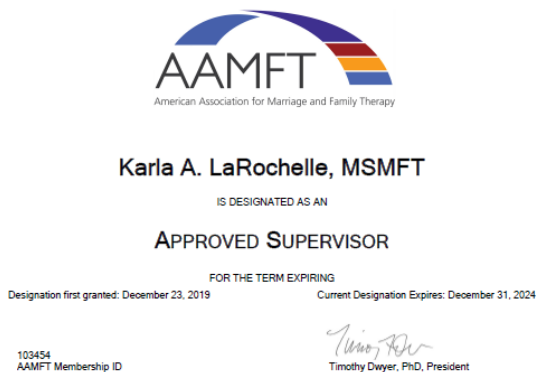 AAMFT
American Association for Marriage and Family Therapy
Karla A. LaRochelle, MSMFT
IS DESIGNATED AS AN
APPROVED SUPERVISOR
FOR THE TERM EXPIRING
Designation first granted: December 23, 2019
Current Designation Expires: December 31, 2024
103454
AAMFT Membership ID
Timothy Dwyer, PhD, President